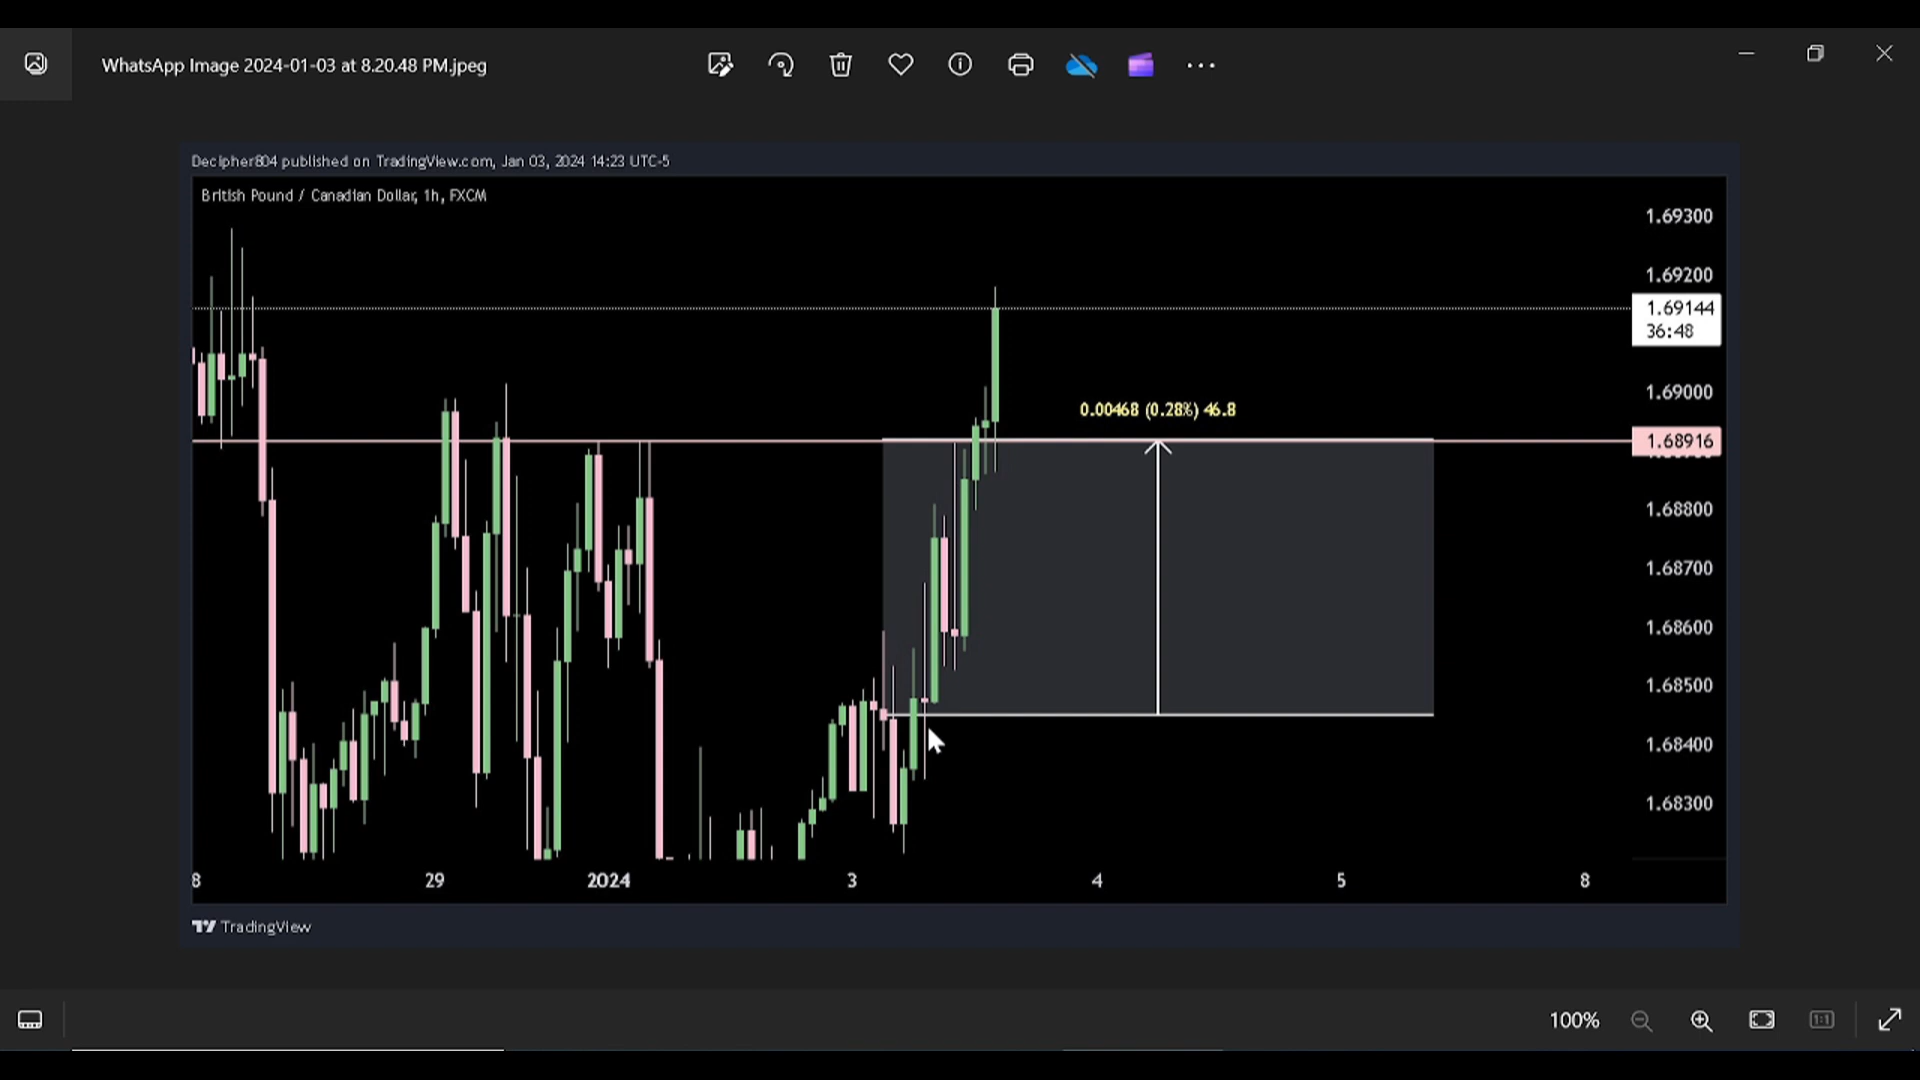 WhatsApp Image 2024-01-03 at 8.20.48 PM.jpeg
Decipher804 published on TradingView.com, Jan 03, 2024 14:23 UTC-5
British Pound / Canadian Dollar, 1h, FXCM
1.69300
1.69200
1.69144
36:48
1.69000
0.00468 (0.28%) 46.8
1.68916
1.68800
1.68700
1.68600
1.68500
1.68400
1.68300
8 29 2024 3 4 5 8
TradingView
100%
1:1